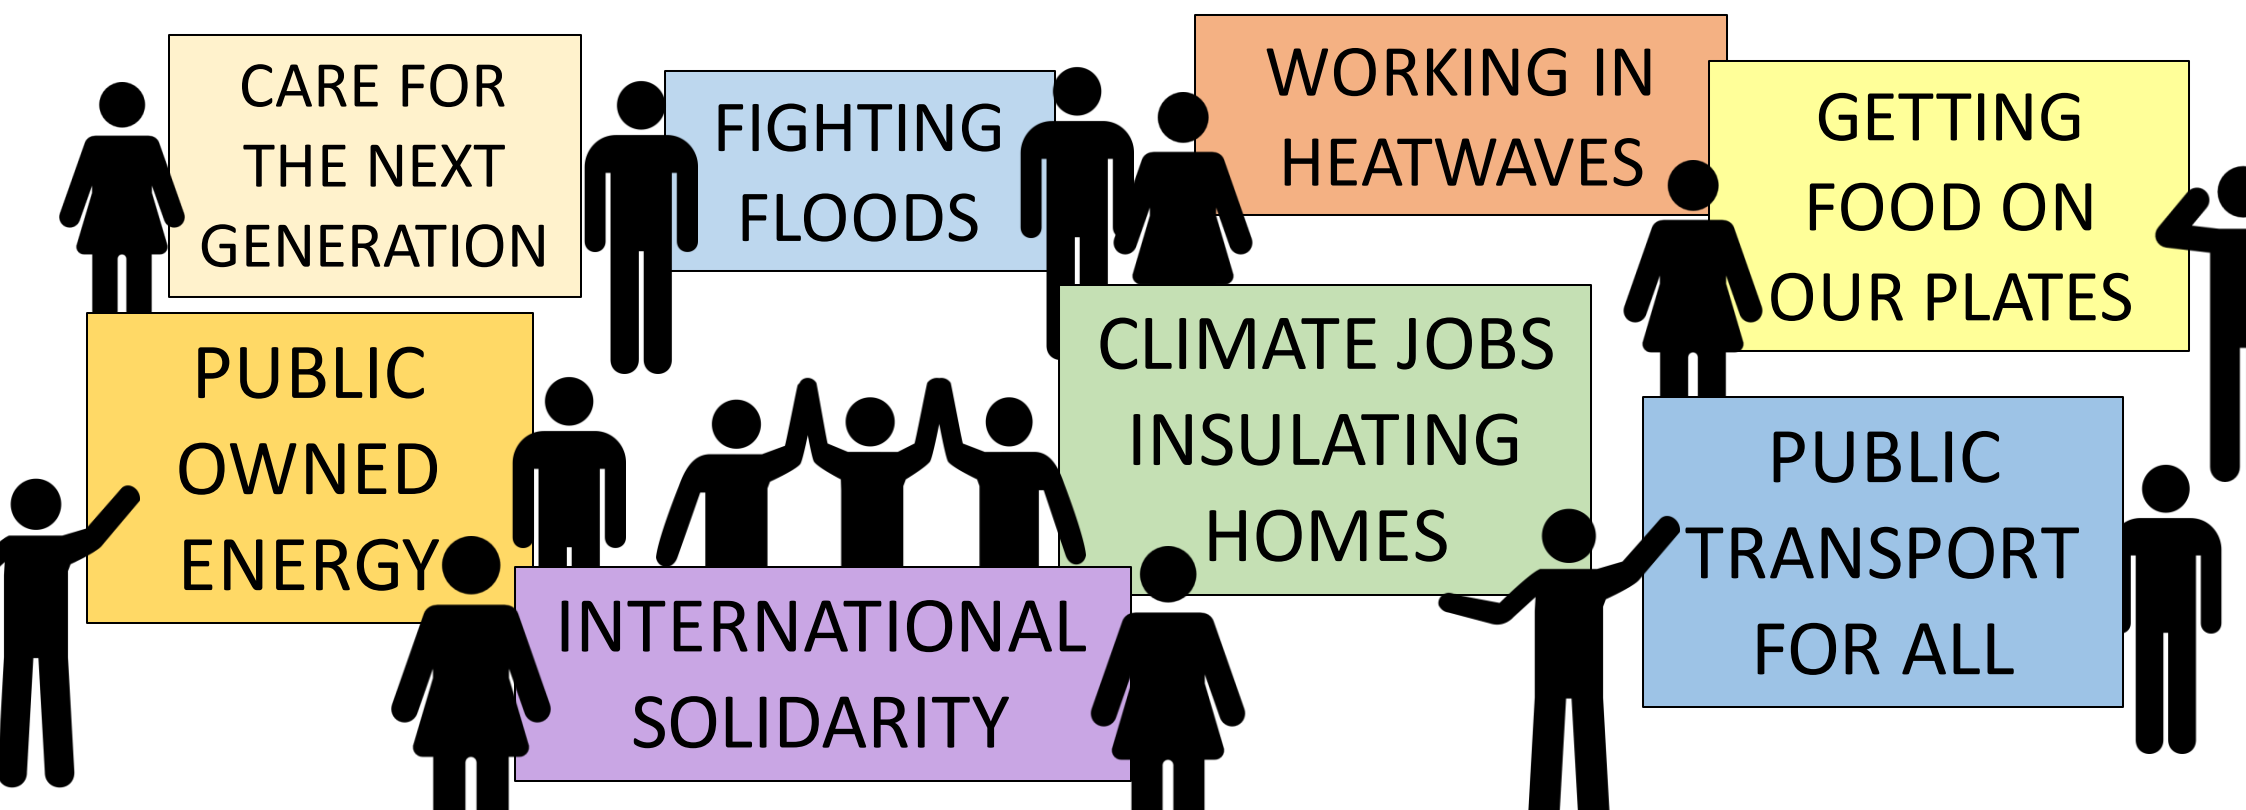 CARE FOR
THE NEXT
GENERATION
FIGHTING
FLOODS
WORKING IN
HEATWAVES
GETTING
FOOD ON
OUR PLATES
PUBLIC
OWNED
ENERGY
CLIMATE JOBS
INSULATING
HOMES
PUBLIC
TRANSPORT
FOR ALL
INTERNATIONAL
SOLIDARITY